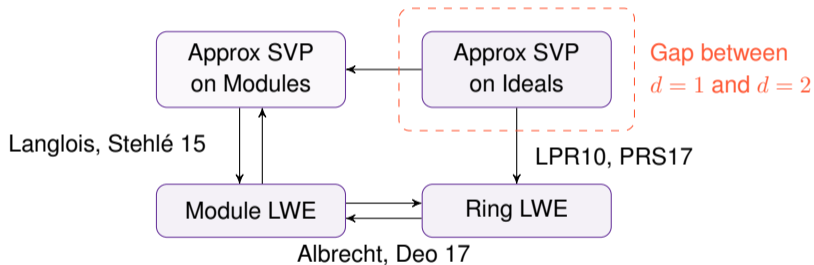 Approx SVP
on Modules
Approx SVP
on Ideals
Gap between
d = 1 and d = 2
Langlois, Stehlé 15
LPR10, PRS17
Module LWE
Ring LWE
Albrecht, Deo 17